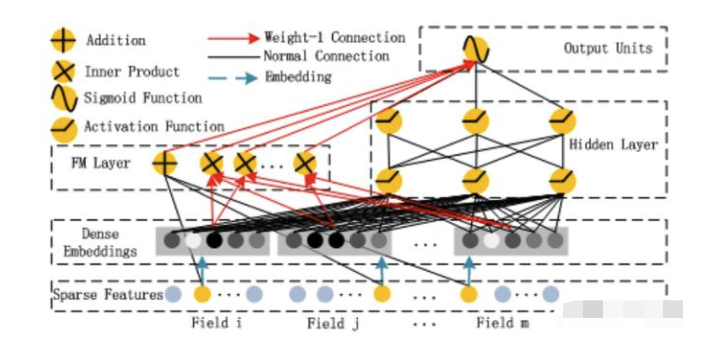 Addition
Weight-1 Connection
Output Units
Normal Connection
Inner Product
Embedding
Sigmoid Function
Activation Function
Hidden Layer
FM Layer
...
Dense
Embeddings
...
Sparse Features
...
...
...
...
Field i
Field j
...
Field m